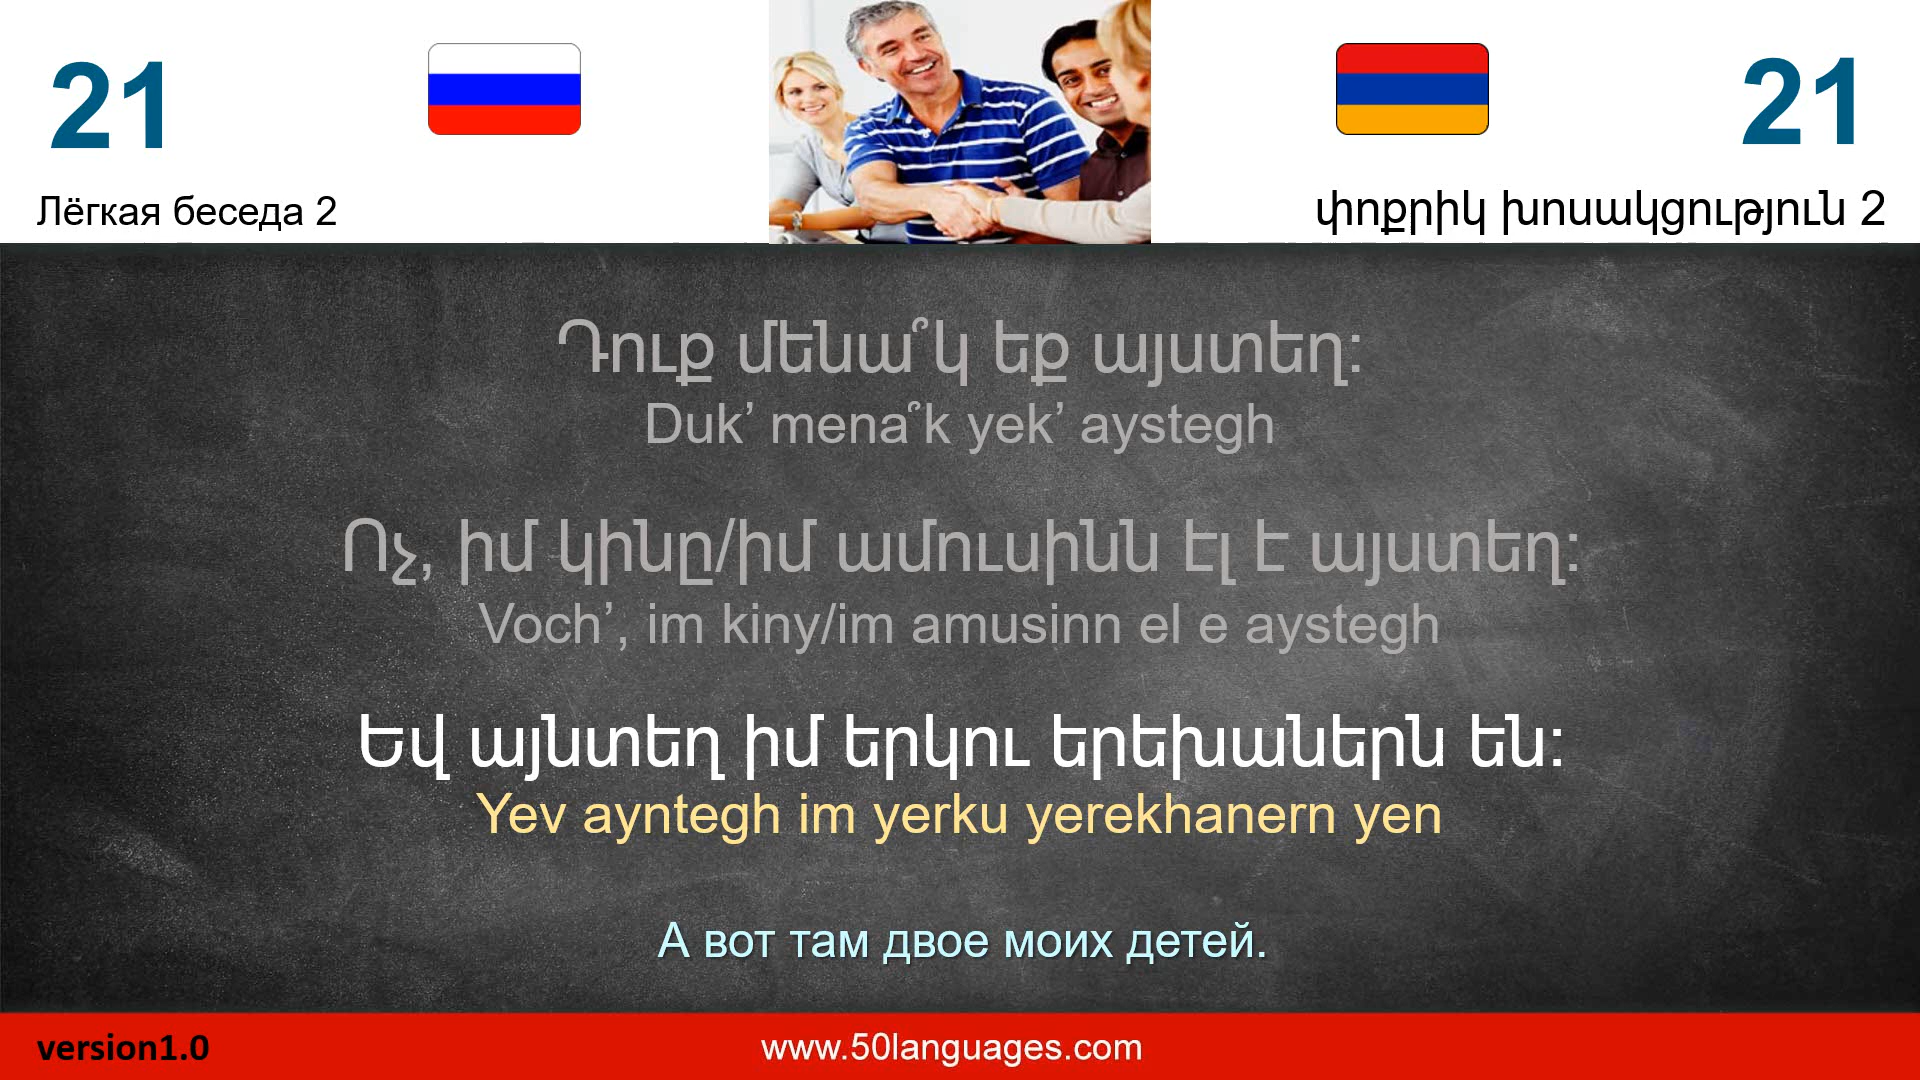 21
21
Лёгкая беседа 2
փոքրիկ խոսակցություն 2
Դուք մենա՞կ եք այստեղ:
Duk’ mena՞k yek’ aystegh
Ոչ, իմ կինը/իմ ամուսինն էլ է այստեղ:
Voch’, im kiny/im amusinn el e aystegh
Եվ այնտեղ իմ երկու երեխաներն են:
Yev ayntegh im yerku yerekhanern yen
А вот там двое моих детей.
version1.0
www.50languages.com